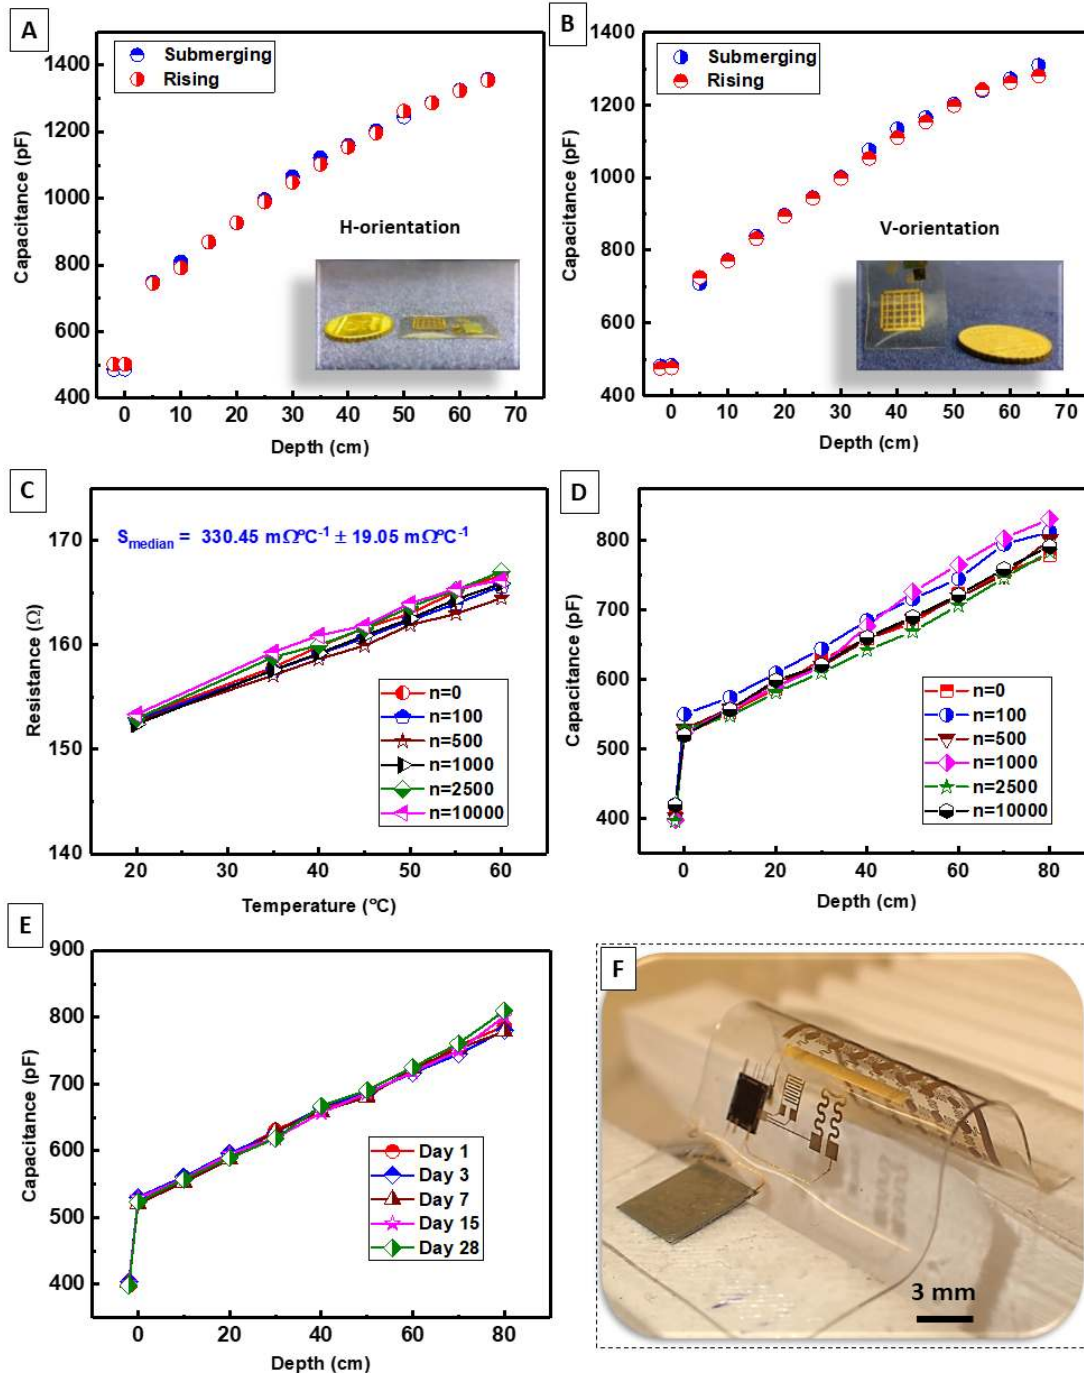 A
Submerging
Rising
Capacitance (pF)
1400
1200
1000
800
600
400
H-orientation
0 10 20 30 40 50 60 70
Depth (cm)
B
Submerging
Rising
Capacitance (pF)
1400
1200
1000
800
600
400
V-orientation
0 10 20 30 40 50 60 70
Depth (cm)
C
S_median = 330.45 mΩ°C⁻¹ ± 19.05 mΩ°C⁻¹
Resistance (Ω)
170
160
150
140
n=0
n=100
n=500
n=1000
n=2500
n=10000
20 30 40 50 60
Temperature (°C)
D
Capacitance (pF)
800
700
600
500
400
n=0
n=100
n=500
n=1000
n=2500
n=10000
0 20 40 60 80
Depth (cm)
E
Capacitance (pF)
900
800
700
600
500
400
Day 1
Day 3
Day 7
Day 15
Day 28
0 20 40 60 80
Depth (cm)
F
3 mm